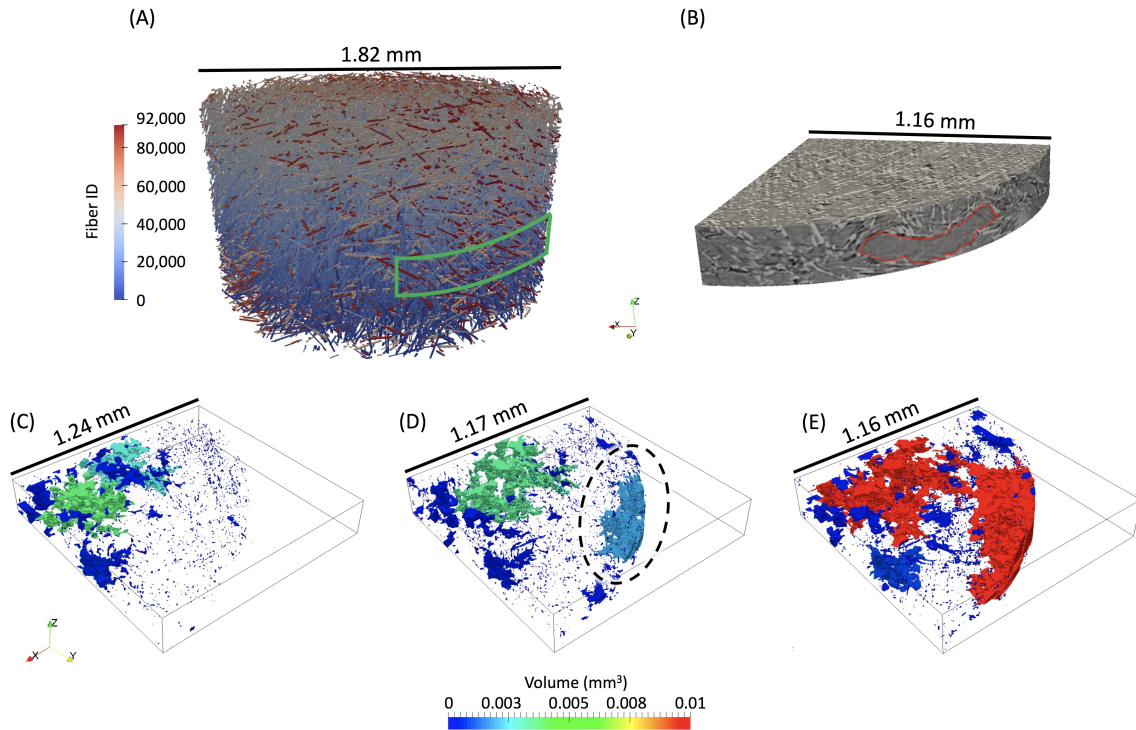 (A)
(B)
1.82 mm
1.16 mm
92,000
80,000
60,000
40,000
20,000
0
Fiber ID
Z
X
Y
(C)
(D)
(E)
1.24 mm
1.17 mm
1.16 mm
Z
X
Y
Volume (mm³)
0 0.003 0.005 0.008 0.01